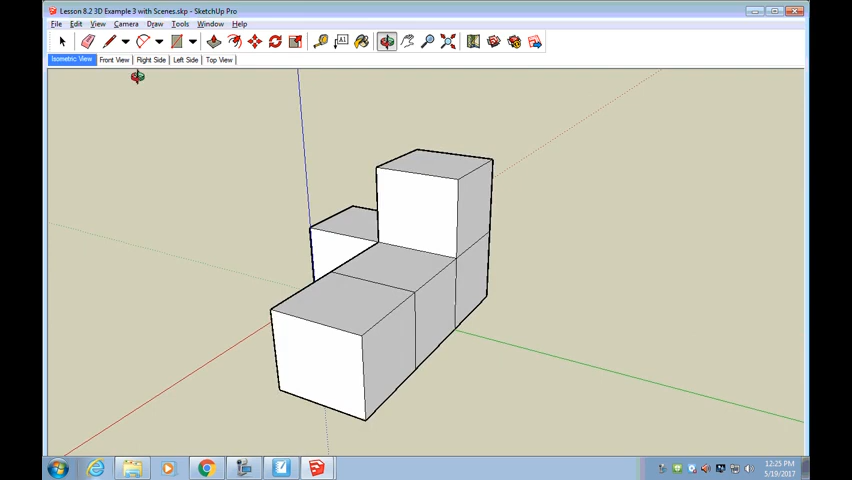 Lesson 8.2 3D Example 3 with Scenes.skp - SketchUp Pro
File Edit View Camera Draw Tools Window Help
A1
Isometric View Front View Right Side Left Side Top View
12:25 PM
5/19/2017